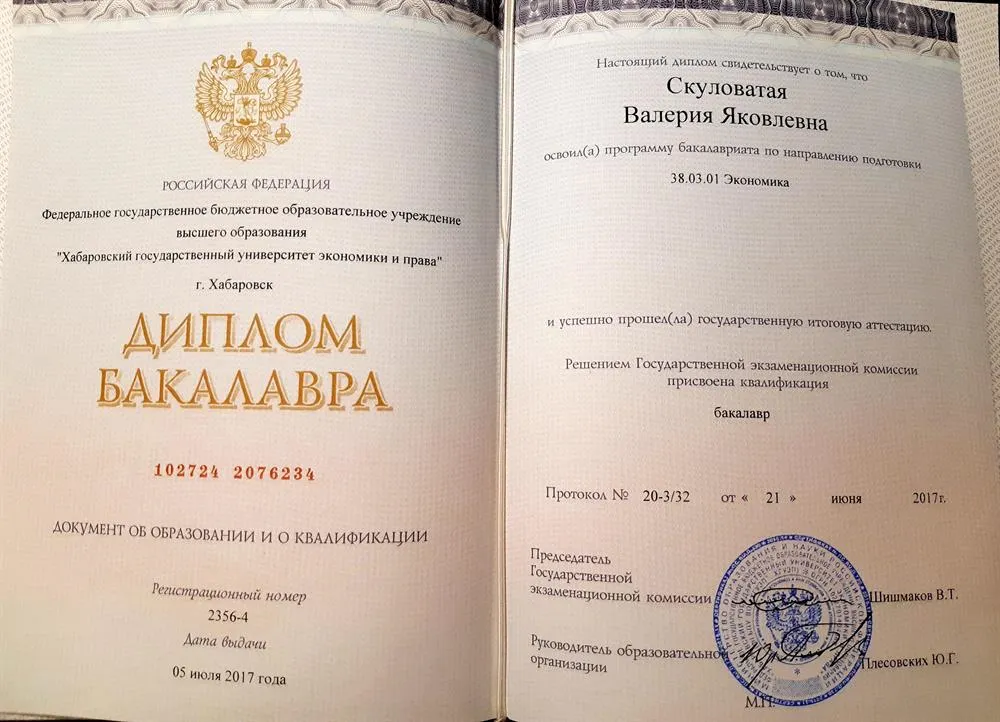 РОССИЙСКАЯ ФЕДЕРАЦИЯ
Федеральное государственное бюджетное образовательное учреждение
высшего образования
"Хабаровский государственный университет экономики и права"
г. Хабаровск
ДИПЛОМ
БАКАЛАВРА
102724 2076234
ДОКУМЕНТ ОБ ОБРАЗОВАНИИ И О КВАЛИФИКАЦИИ
Регистрационный номер
2356-4
Дата выдачи
05 июля 2017 года
Настоящий диплом свидетельствует о том, что
Скуловатая
Валерия Яковлевна
освоил(а) программу бакалавриата по направлению подготовки
38.03.01 Экономика
и успешно прошел(ла) государственную итоговую аттестацию.
Решением Государственной экзаменационной комиссии
присвоена квалификация
бакалавр
Протокол № 20-3/32 от « 21 » июня 2017г.
Председатель
Государственной
экзаменационной комиссии Шишмаков В.Т.
Руководитель образовательной
организации Плесовских Ю.Г.
М.П.